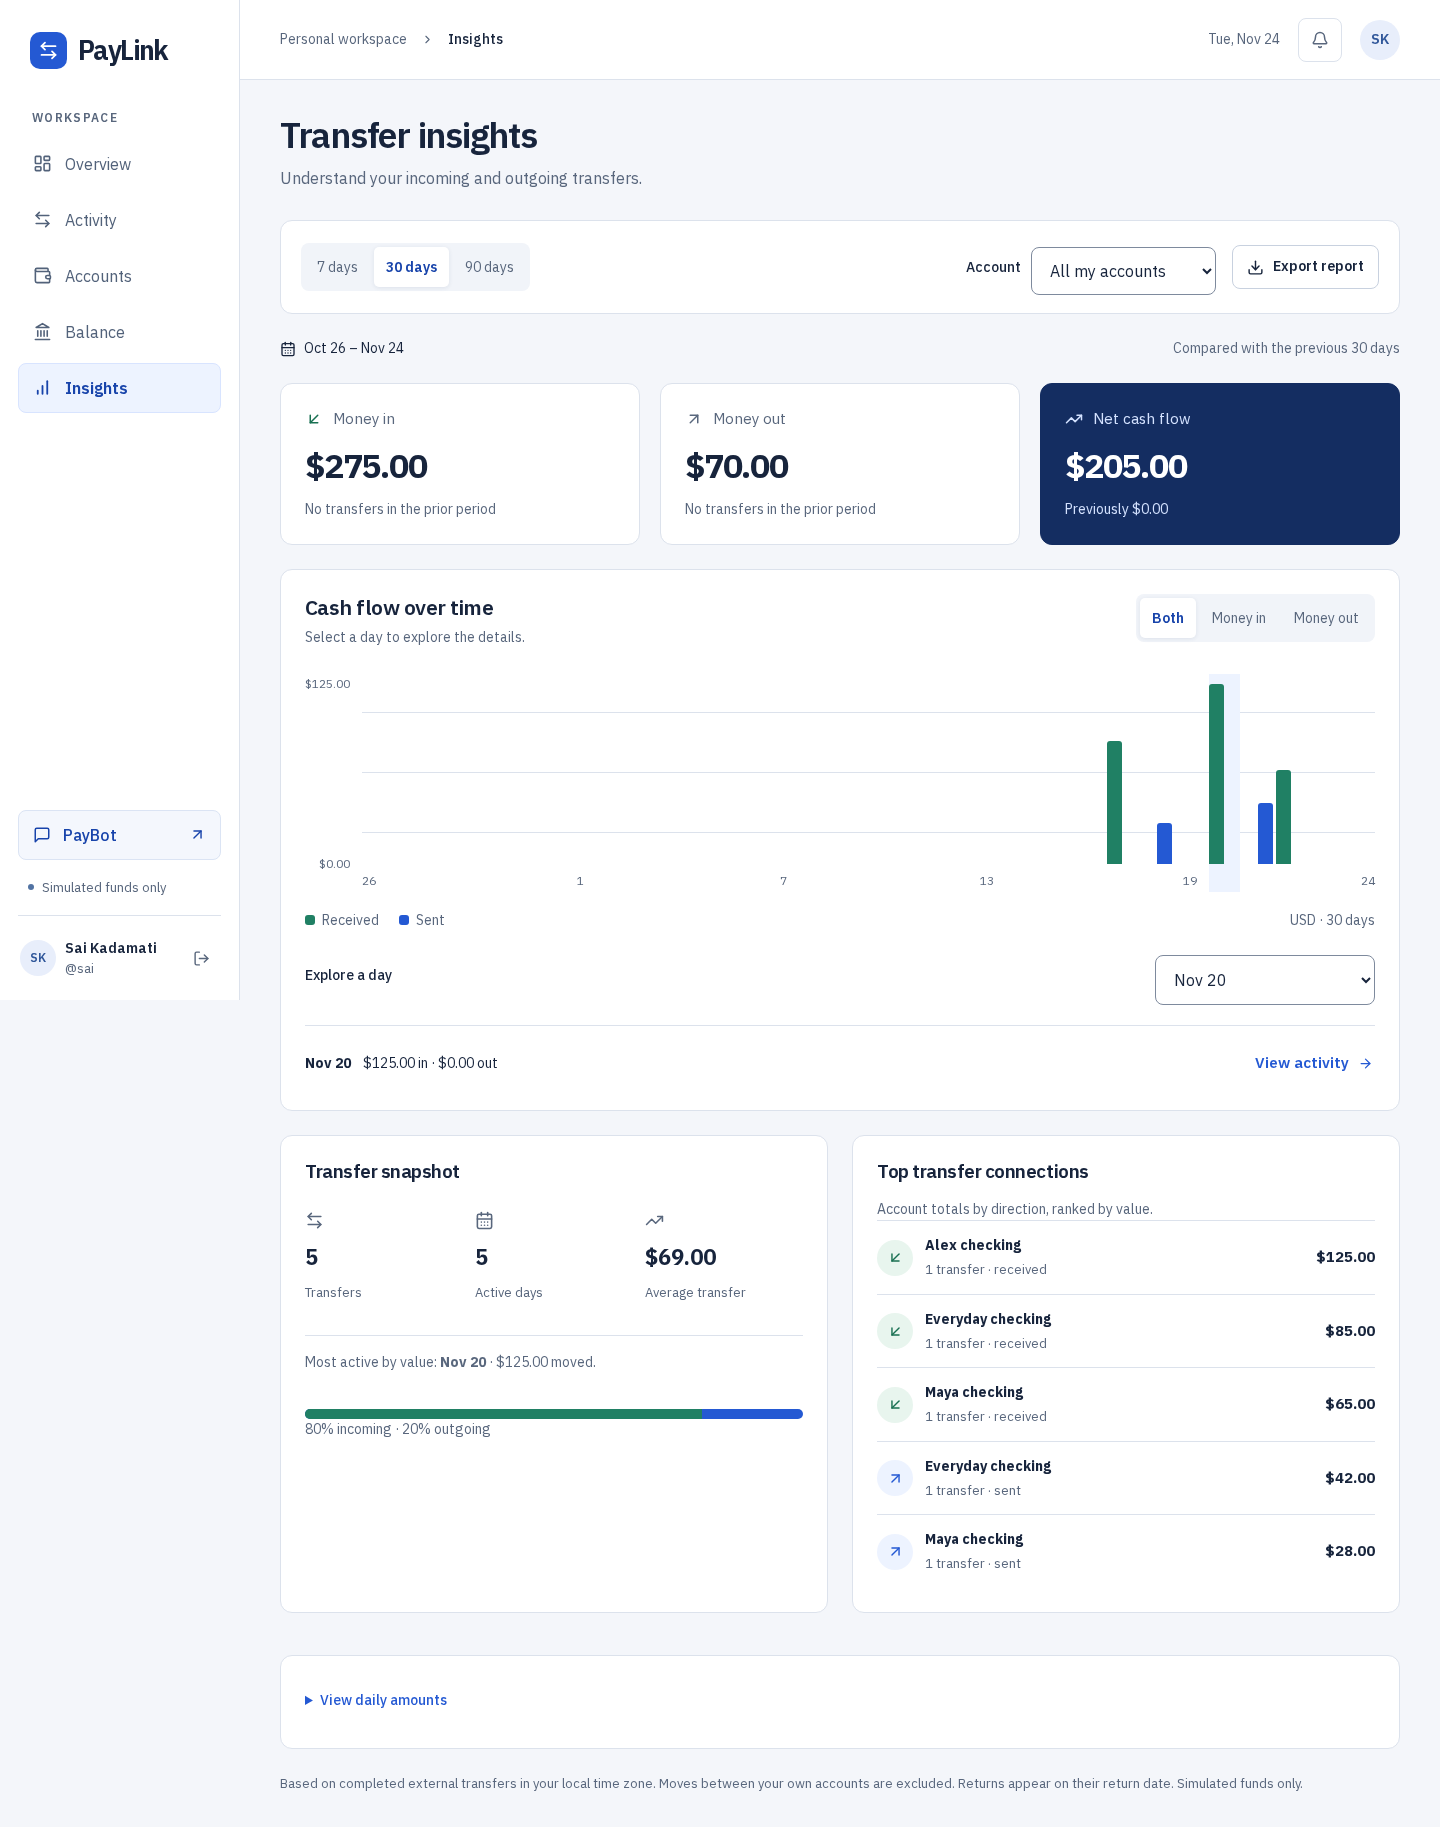 PayLink
Personal workspace
Insights
Tue, Nov 24
SK
WORKSPACE
Overview
Activity
Accounts
Balance
Insights
PayBot
Simulated funds only
SK
Sai Kadamati
@sai
Transfer insights
Understand your incoming and outgoing transfers.
7 days
30 days
90 days
Account
All my accounts
Export report
Oct 26 – Nov 24
Compared with the previous 30 days
Money in
$275.00
No transfers in the prior period
Money out
$70.00
No transfers in the prior period
Net cash flow
$205.00
Previously $0.00
Cash flow over time
Select a day to explore the details.
Both
Money in
Money out
$125.00
$0.00
26
1
7
13
19
24
Received
Sent
USD · 30 days
Explore a day
Nov 20
Nov 20 $125.00 in · $0.00 out
View activity
Transfer snapshot
5
Transfers
5
Active days
$69.00
Average transfer
Most active by value: Nov 20 · $125.00 moved.
80% incoming · 20% outgoing
Top transfer connections
Account totals by direction, ranked by value.
Alex checking
1 transfer · received
$125.00
Everyday checking
1 transfer · received
$85.00
Maya checking
1 transfer · received
$65.00
Everyday checking
1 transfer · sent
$42.00
Maya checking
1 transfer · sent
$28.00
View daily amounts
Based on completed external transfers in your local time zone. Moves between your own accounts are excluded. Returns appear on their return date. Simulated funds only.